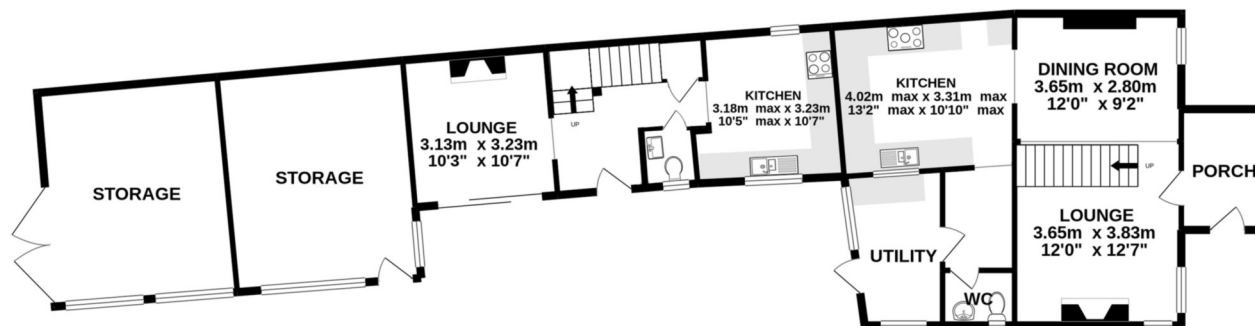 STORAGE
STORAGE
LOUNGE
3.13m x 3.23m
10'3" x 10'7"
UP
KITCHEN
3.18m max x 3.23m
10'5" max x 10'7"
KITCHEN
4.02m max x 3.31m max
13'2" max x 10'10" max
DINING ROOM
3.65m x 2.80m
12'0" x 9'2"
UP
PORCH
LOUNGE
3.65m x 3.83m
12'0" x 12'7"
UTILITY
WC